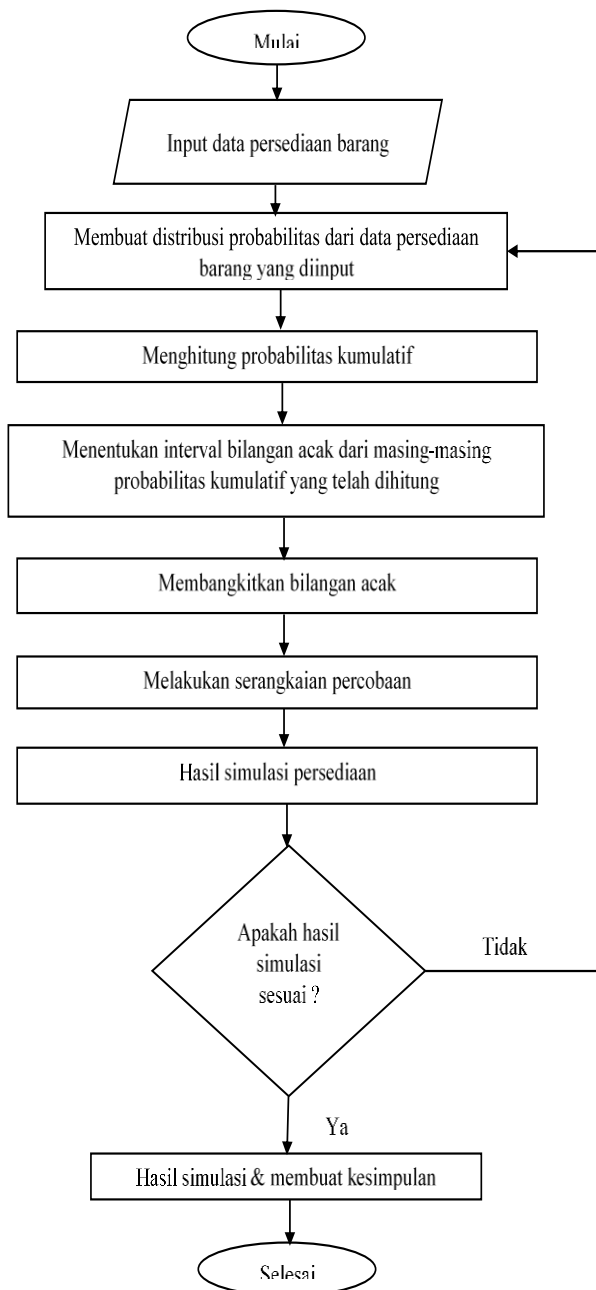 Mulai
Input data persediaan barang
Membuat distribusi probabilitas dari data persediaan
barang yang diinput
Menghitung probabilitas kumulatif
Menentukan interval bilangan acak dari masing-masing
probabilitas kumulatif yang telah dihitung
Membangkitkan bilangan acak
Melakukan serangkaian percobaan
Hasil simulasi persediaan
Apakah hasil
simulasi
sesuai ?
Tidak
Ya
Hasil simulasi & membuat kesimpulan
Selesai